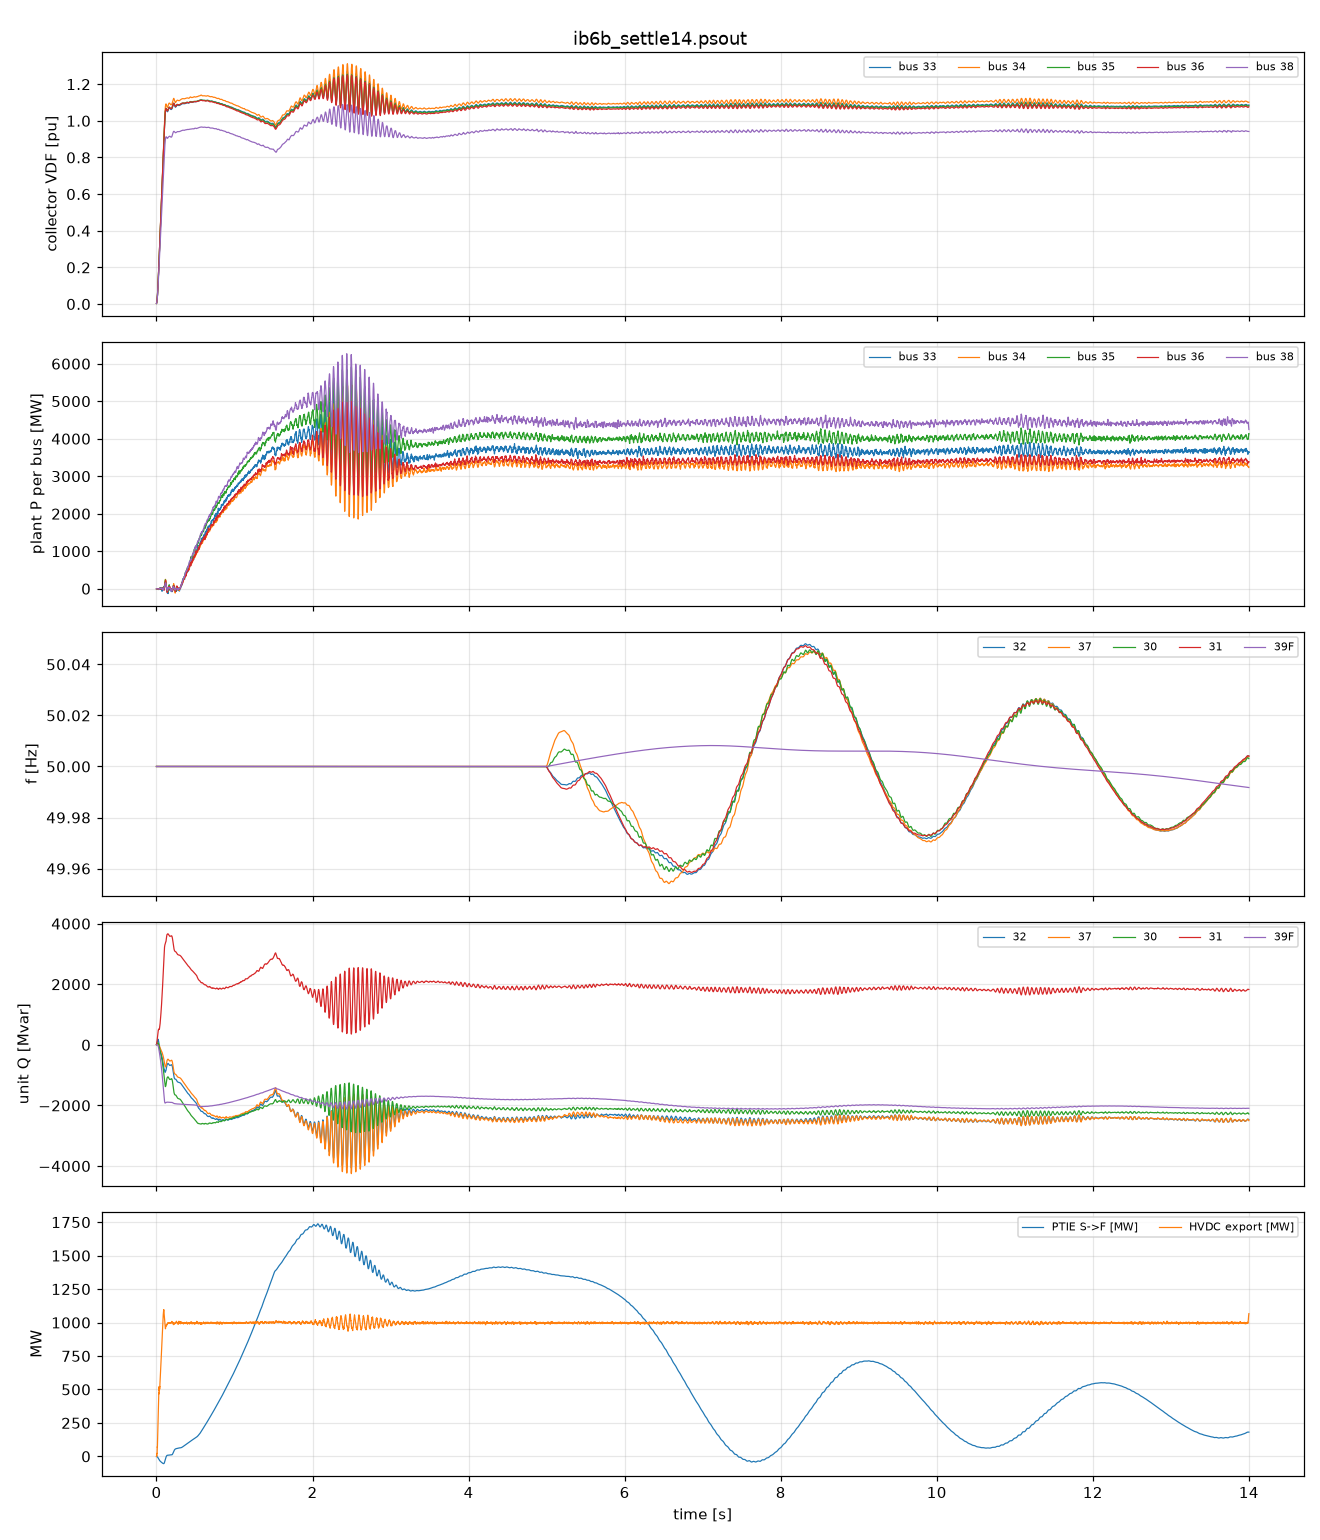 ib6b_settle14.psout
collector VDF [pu]
1.2
1.0
0.8
0.6
0.4
0.2
0.0
bus 33 bus 34 bus 35 bus 36 bus 38
plant P per bus [MW]
6000
5000
4000
3000
2000
1000
0
bus 33 bus 34 bus 35 bus 36 bus 38
f [Hz]
50.04
50.02
50.00
49.98
49.96
32 37 30 31 39F
unit Q [Mvar]
4000
2000
0
−2000
−4000
32 37 30 31 39F
MW
1750
1500
1250
1000
750
500
250
0
PTIE S->F [MW] HVDC export [MW]
0 2 4 6 8 10 12 14
time [s]